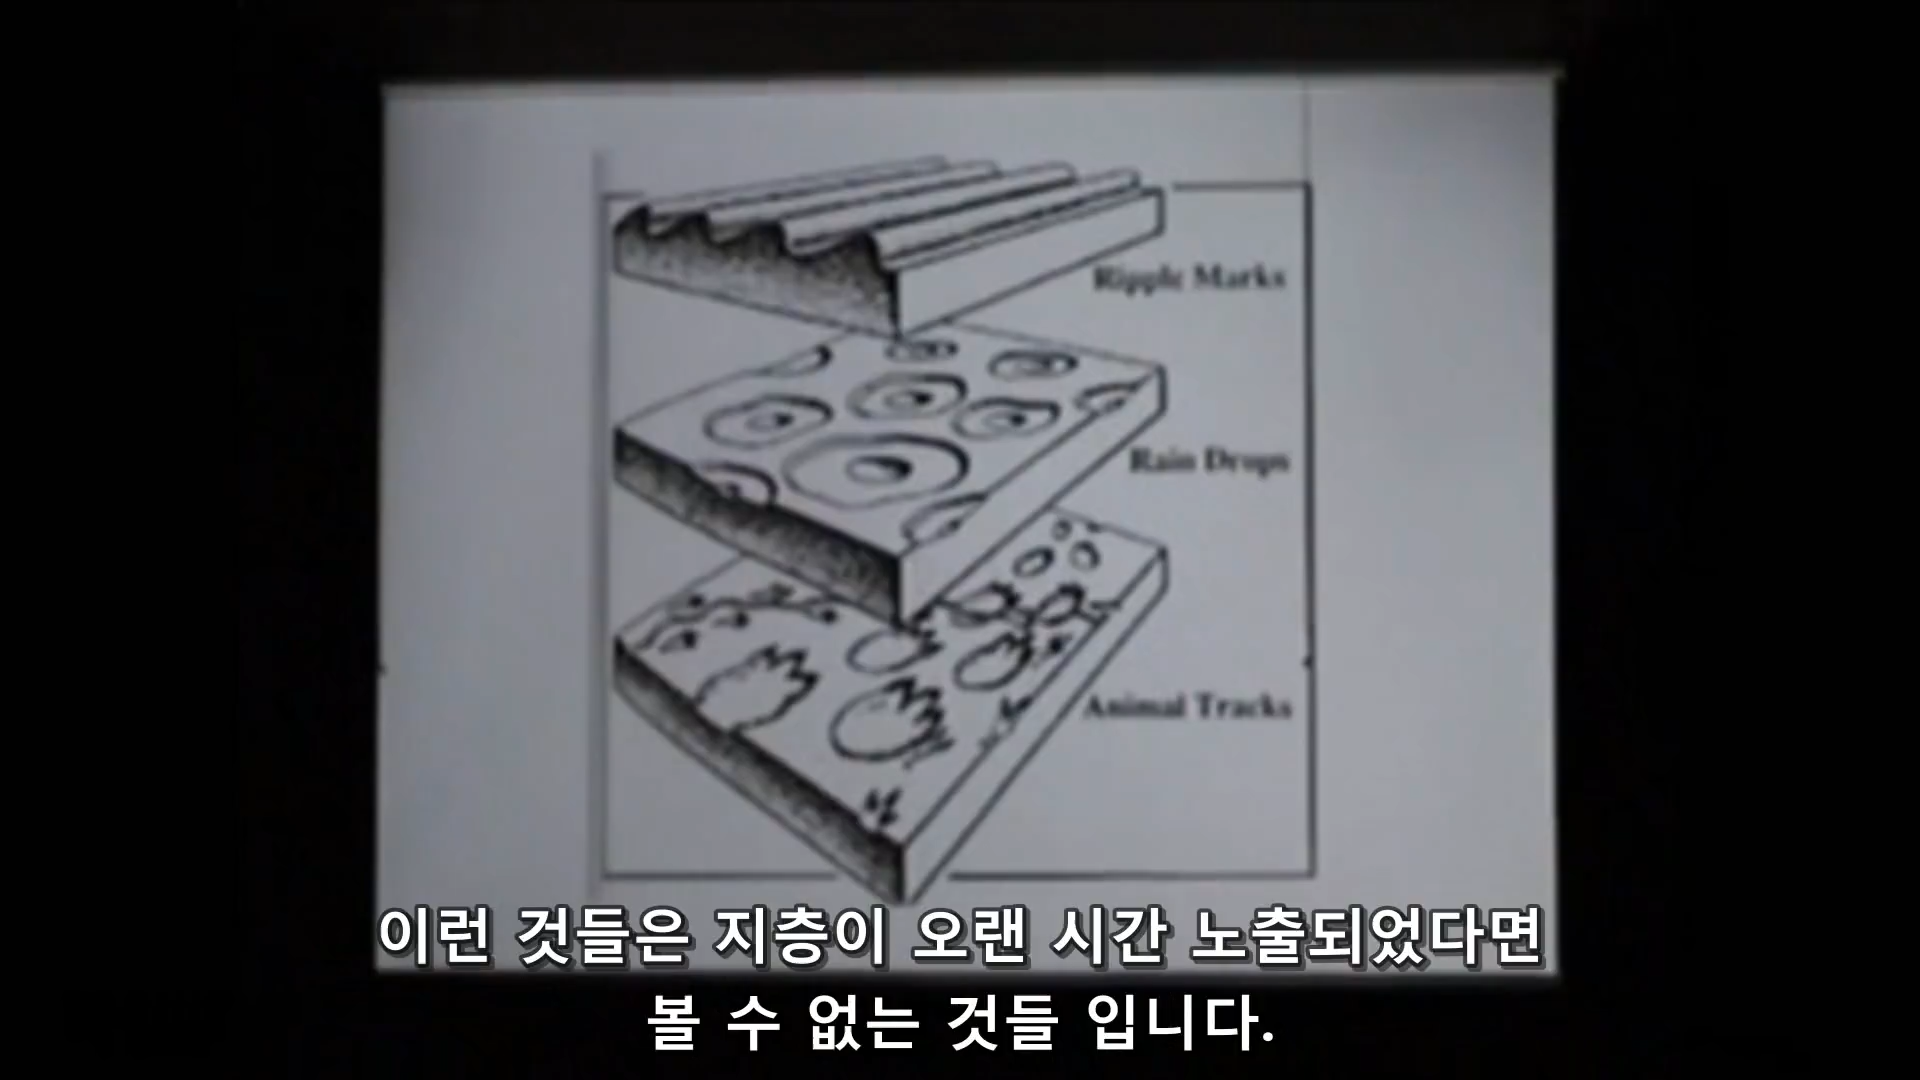 Ripple Marks
Rain Drops
Animal Tracks
이런 것들은 지층이 오랜 시간 노출되었다면
볼 수 없는 것들 입니다.